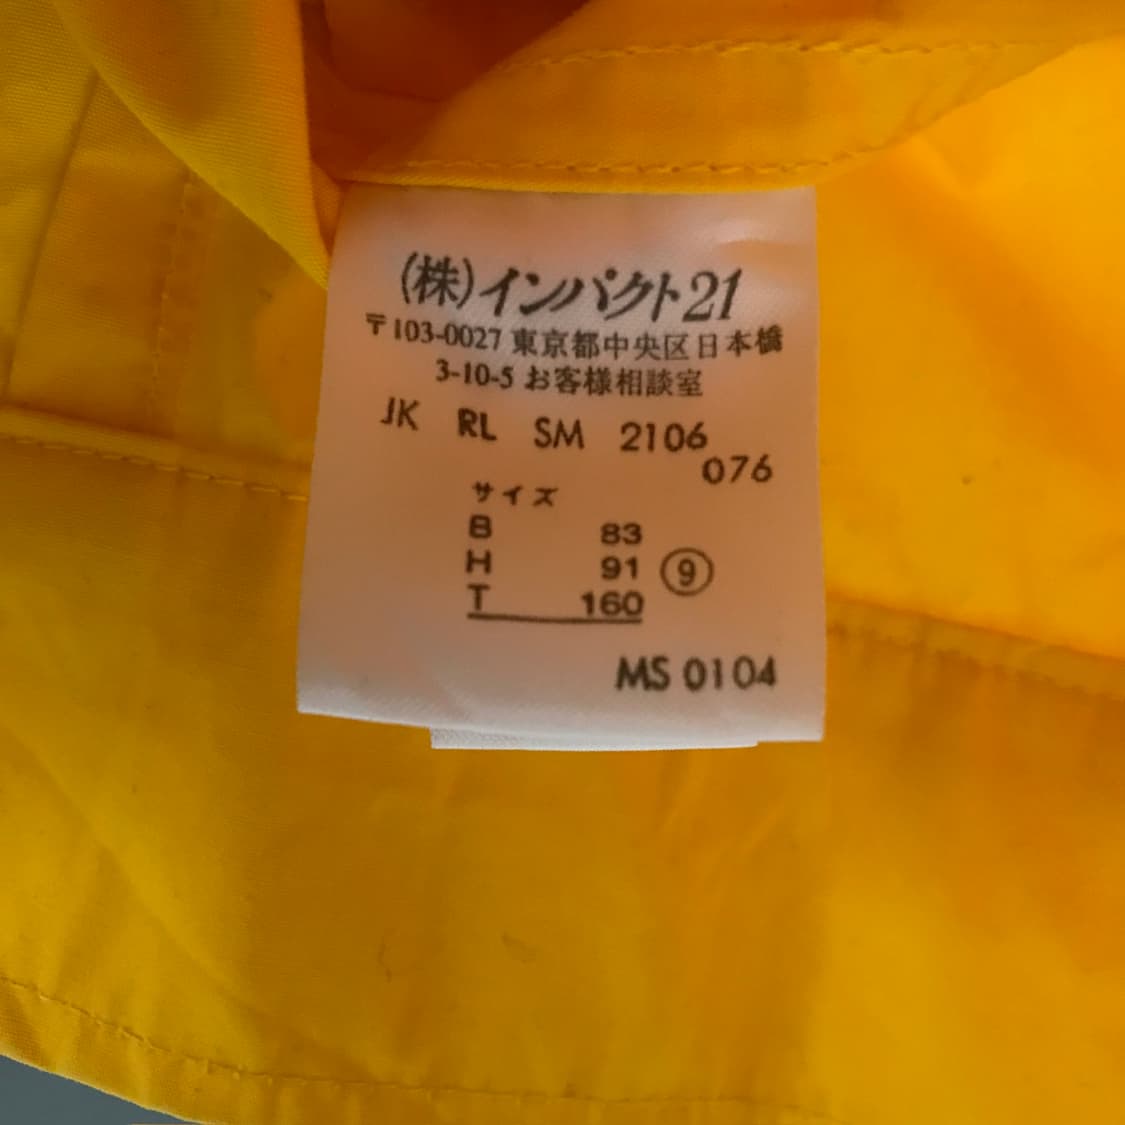 (株)インパクト21
〒103-0027 東京都中央区日本橋
3-10-5 お客様相談室
JK RL SM 2106
076
サイズ
B 83
H 91 ⑨
T 160
MS 0104